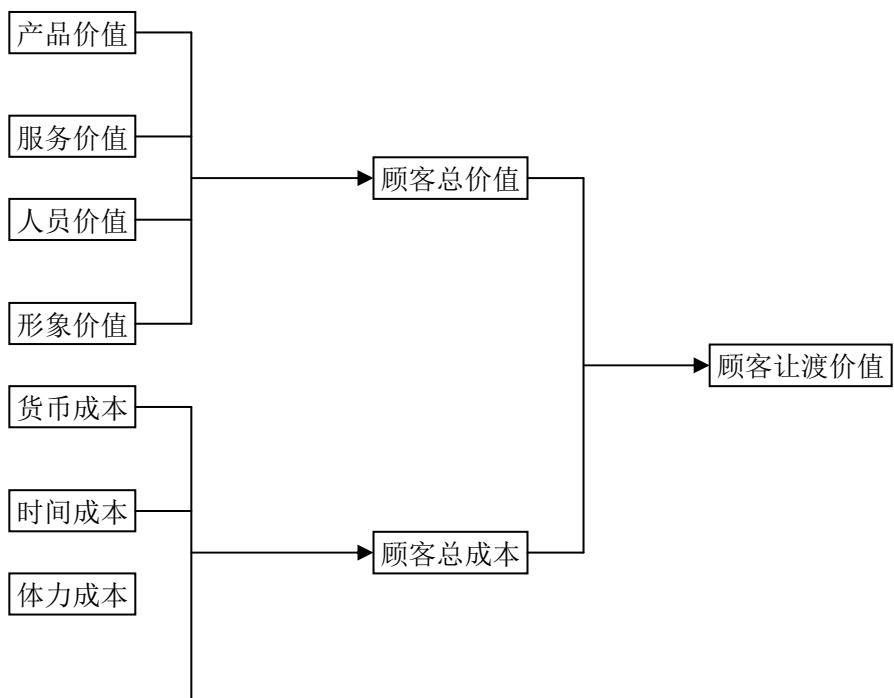 产品价值
服务价值
人员价值
形象价值
顾客总价值
货币成本
时间成本
体力成本
顾客总成本
顾客让渡价值